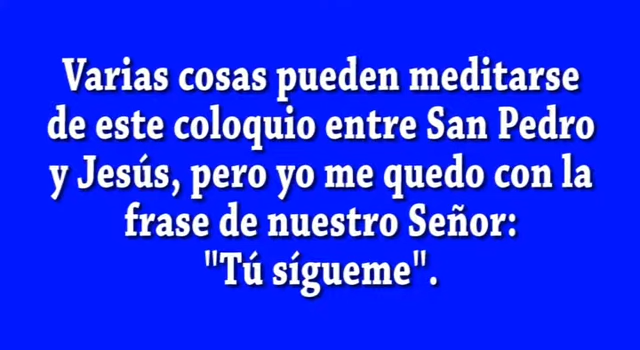 Varias cosas pueden meditarse
de este coloquio entre San Pedro
y Jesús, pero yo me quedo con la
frase de nuestro Señor:
"Tú sígueme".